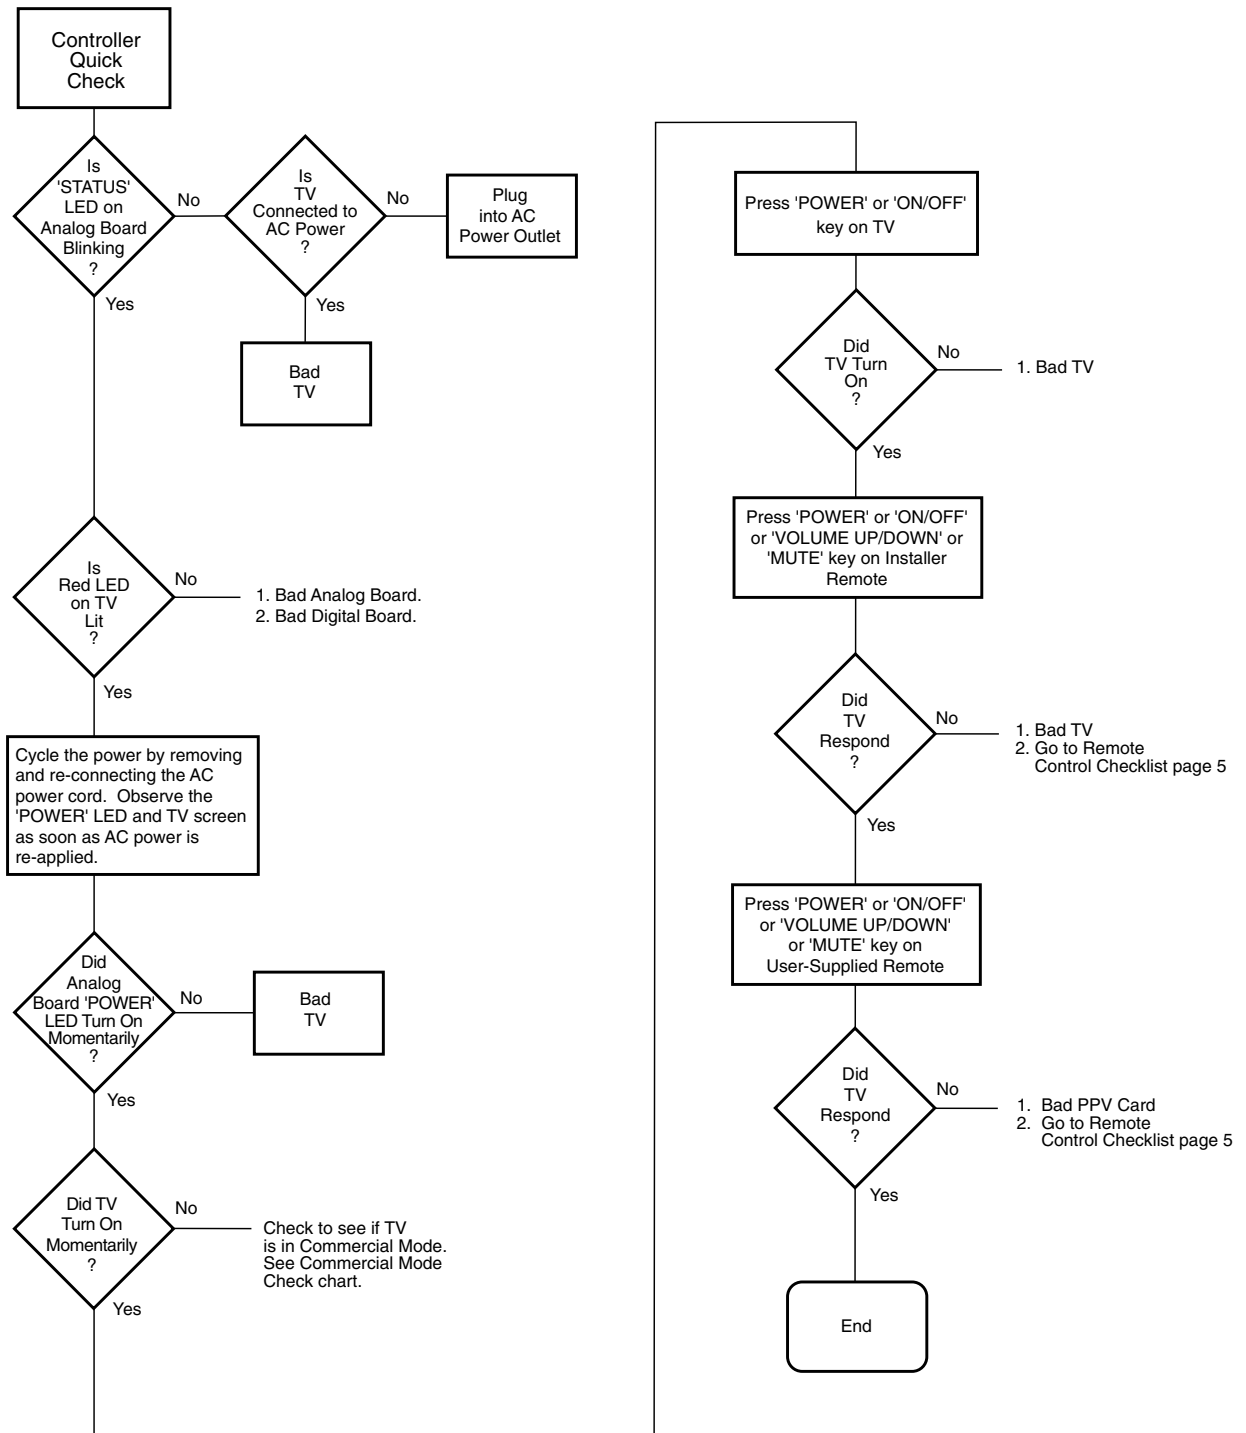 Controller
Quick
Check
Is
'STATUS'
LED on
Analog Board
Blinking
?
No
Yes
Is
TV
Connected to
AC Power
?
No
Yes
Plug
into AC
Power Outlet
Bad
TV
Is
Red LED
on TV
Lit
?
No
Yes
1. Bad Analog Board.
2. Bad Digital Board.
Cycle the power by removing
and re-connecting the AC
power cord. Observe the
'POWER' LED and TV screen
as soon as AC power is
re-applied.
Did
Analog
Board 'POWER'
LED Turn On
Momentarily
?
No
Yes
Bad
TV
Did TV
Turn On
Momentarily
?
No
Yes
Check to see if TV
is in Commercial Mode.
See Commercial Mode
Check chart.
Press 'POWER' or 'ON/OFF'
key on TV
Did
TV Turn
On
?
No
Yes
1. Bad TV
Press 'POWER' or 'ON/OFF'
or 'VOLUME UP/DOWN' or
'MUTE' key on Installer
Remote
Did
TV
Respond
?
No
Yes
1. Bad TV
2. Go to Remote
Control Checklist page 5
Press 'POWER' or 'ON/OFF'
or 'VOLUME UP/DOWN'
or 'MUTE' key on
User-Supplied Remote
Did
TV
Respond
?
No
Yes
1. Bad PPV Card
2. Go to Remote
Control Checklist page 5
End